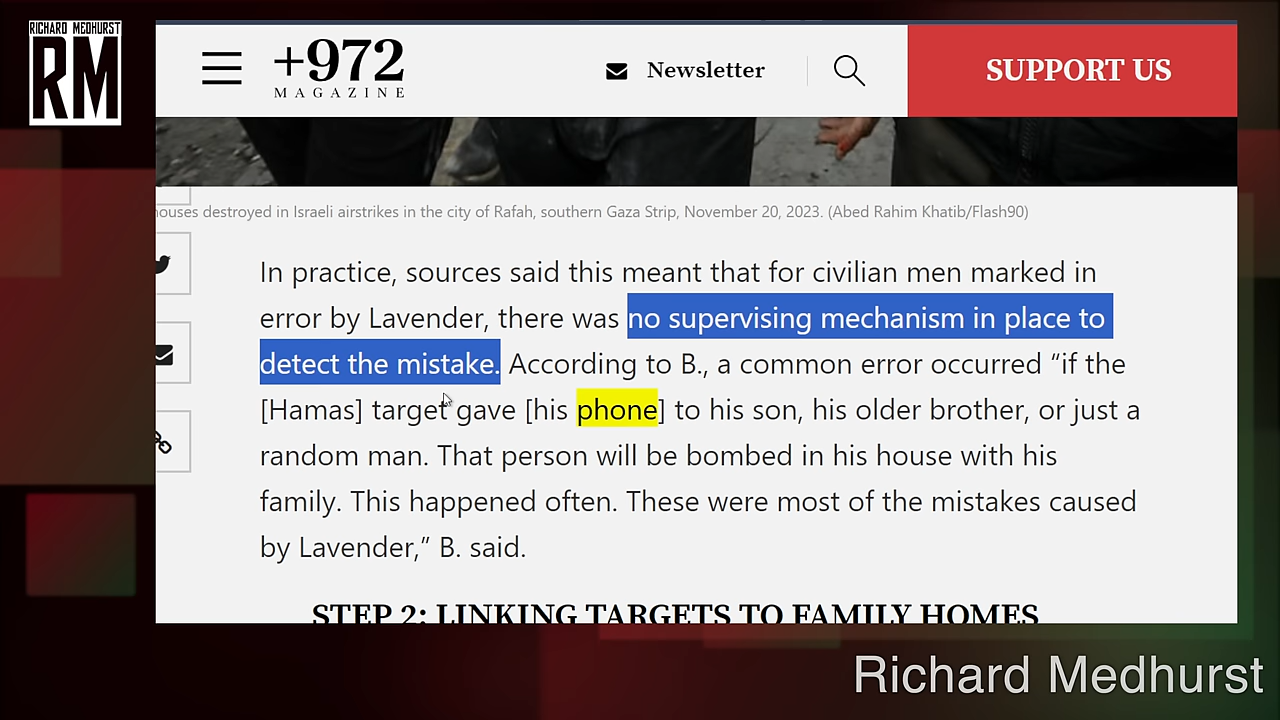 RICHARD MEDHURST
RM
+972
MAGAZINE
Newsletter
SUPPORT US
houses destroyed in Israeli airstrikes in the city of Rafah, southern Gaza Strip, November 20, 2023. (Abed Rahim Khatib/Flash90)
In practice, sources said this meant that for civilian men marked in
error by Lavender, there was no supervising mechanism in place to
detect the mistake. According to B., a common error occurred “if the
[Hamas] target gave [his phone] to his son, his older brother, or just a
random man. That person will be bombed in his house with his
family. This happened often. These were most of the mistakes caused
by Lavender,” B. said.
STEP 2: LINKING TARGETS TO FAMILY HOMES
Richard Medhurst